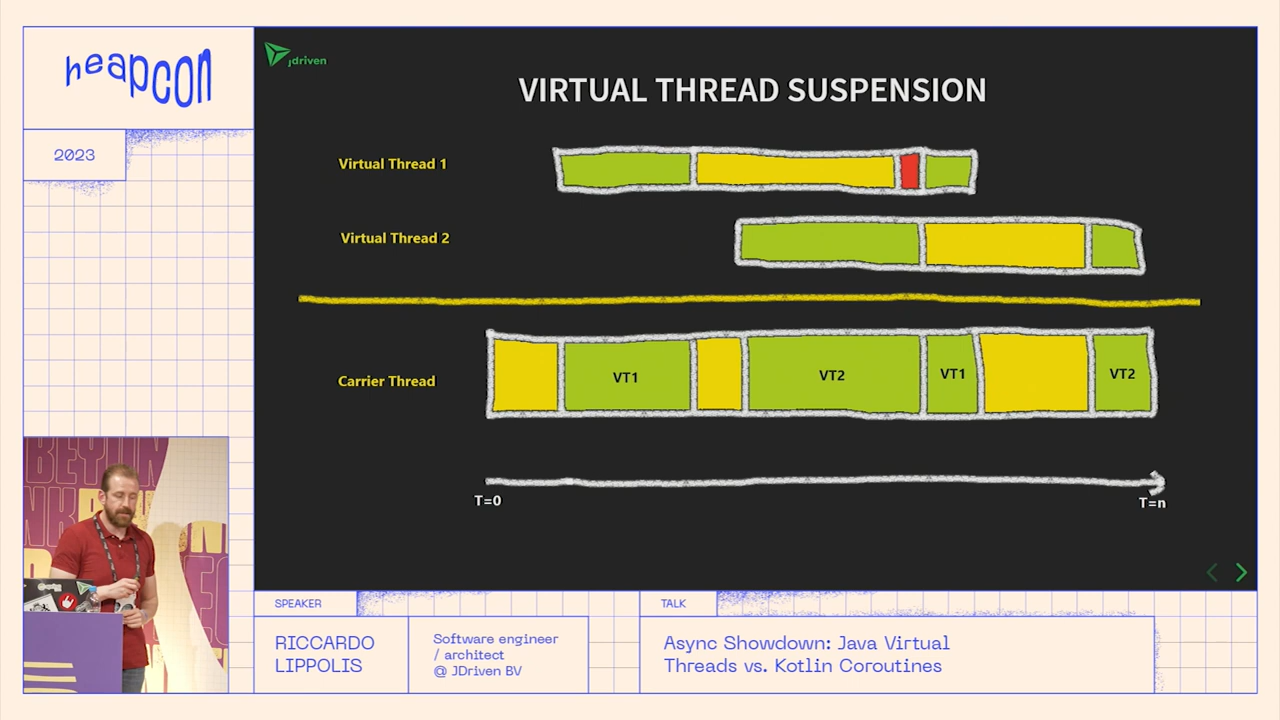 heapcon
2023
jdriven
VIRTUAL THREAD SUSPENSION
Virtual Thread 1
Virtual Thread 2
Carrier Thread
VT1
VT2
VT1
VT2
T=0
T=n
BEYON
SPEAKER
RICCARDO
LIPPOLIS
Software engineer
/ architect
@ JDriven BV
TALK
Async Showdown: Java Virtual
Threads vs. Kotlin Coroutines